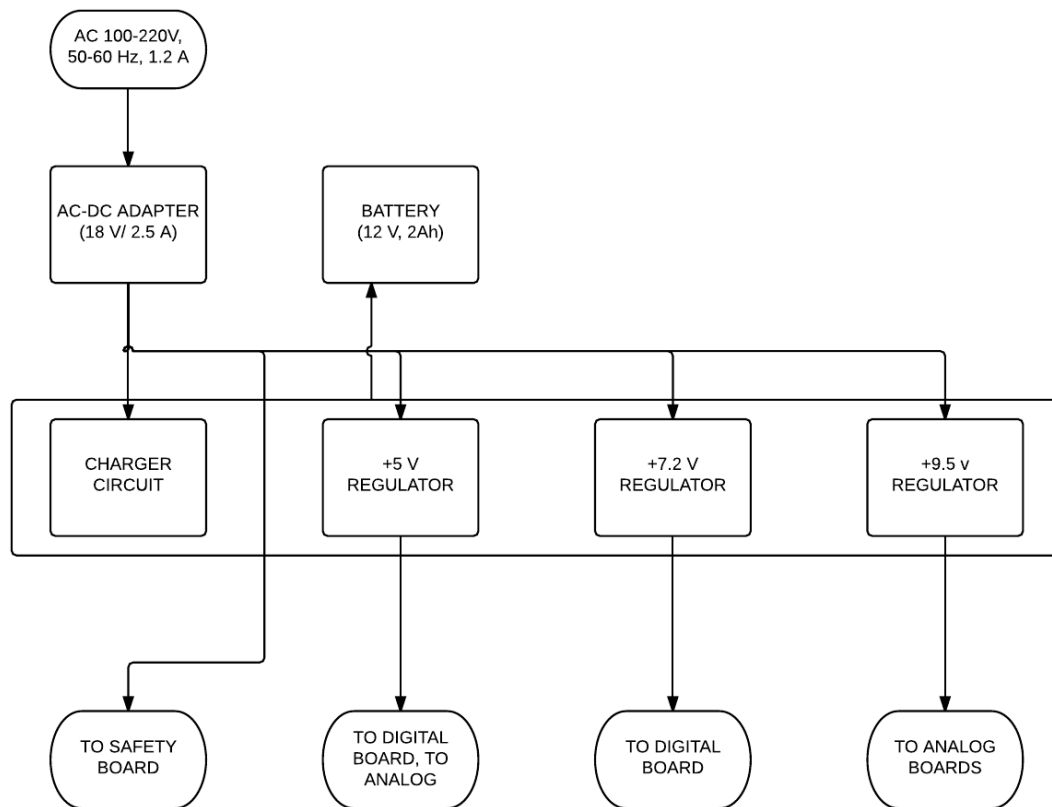 AC 100-220V,
50-60 Hz, 1.2 A
AC-DC ADAPTER
(18 V/ 2.5 A)
BATTERY
(12 V, 2Ah)
CHARGER
CIRCUIT
+5 V
REGULATOR
+7.2 V
REGULATOR
+9.5 v
REGULATOR
TO SAFETY
BOARD
TO DIGITAL
BOARD, TO
ANALOG
TO DIGITAL
BOARD
TO ANALOG
BOARDS